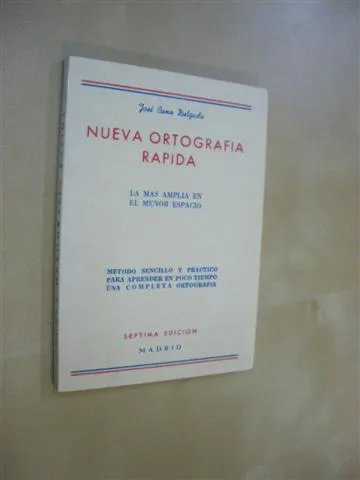 José Cano Delgado
NUEVA ORTOGRAFIA
RAPIDA
LA MAS AMPLIA EN
EL MENOR ESPACIO
METODO SENCILLO Y PRACTICO
PARA APRENDER EN POCO TIEMPO
UNA COMPLETA ORTOGRAFIA
SEPTIMA EDICION
MADRID